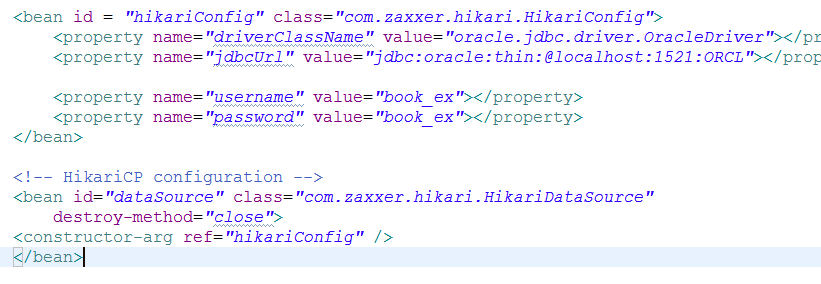 <bean id = "hikariConfig" class="com.zaxxer.hikari.HikariConfig">
<property name="driverClassName" value="oracle.jdbc.driver.OracleDriver"></pr
<property name="jdbcUrl" value="jdbc:oracle:thin:@localhost:1521:ORCL"></prop
<property name="username" value="book_ex"></property>
<property name="password" value="book_ex"></property>
</bean>
<!-- HikariCP configuration -->
<bean id="dataSource" class="com.zaxxer.hikari.HikariDataSource"
destroy-method="close">
<constructor-arg ref="hikariConfig" />
</bean>